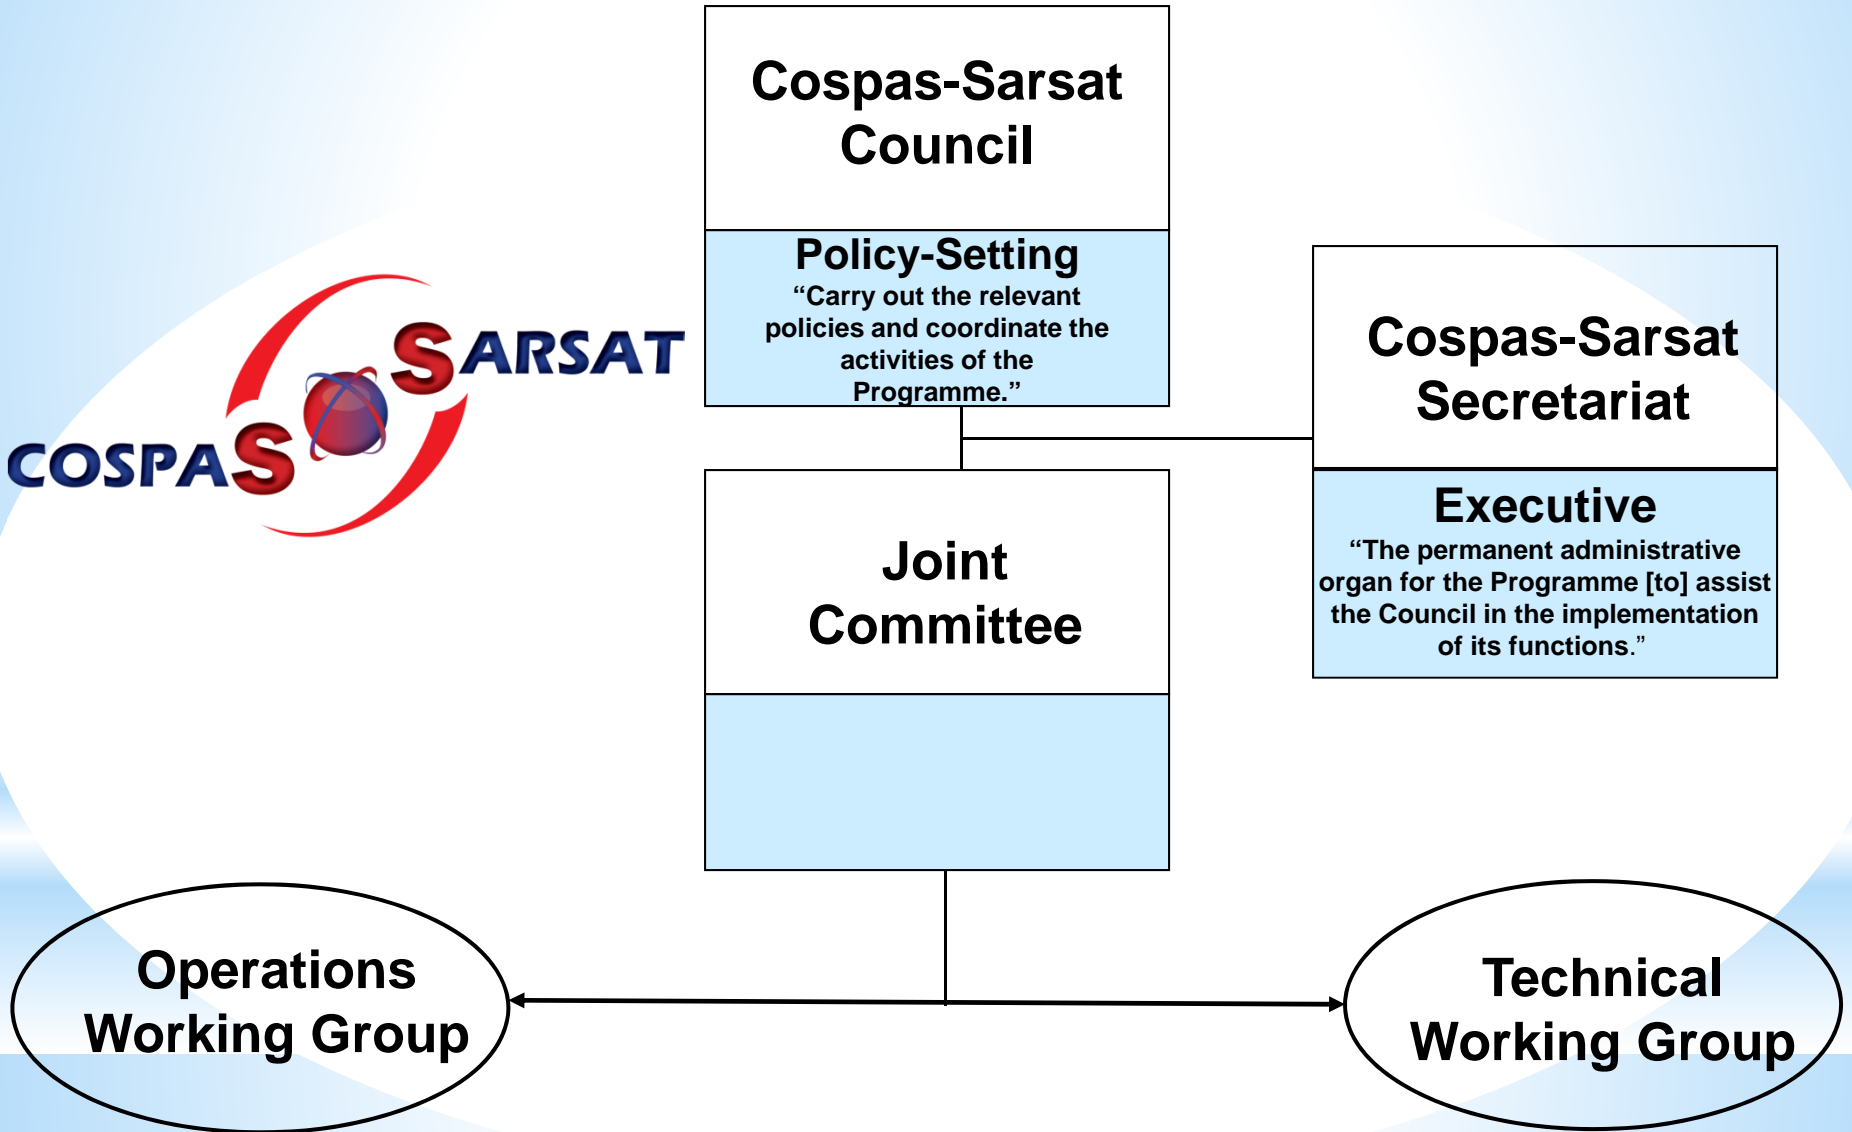 Cospas-Sarsat
Council
Policy-Setting
“Carry out the relevant
policies and coordinate the
activities of the
Programme.”
COSPAS
SARSAT
Cospas-Sarsat
Secretariat
Executive
“The permanent administrative
organ for the Programme [to] assist
the Council in the implementation
of its functions.”
Joint
Committee
Operations
Working Group
Technical
Working Group